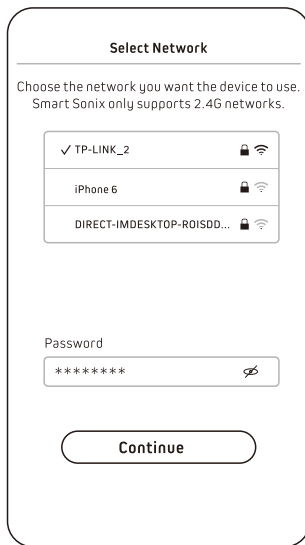 Select Network
Choose the network you want the device to use.
Smart Sonix only supports 2.4G networks.
✓ TP-LINK_2
iPhone 6
DIRECT-IMDESKTOP-ROISDD...
Password
********
Continue